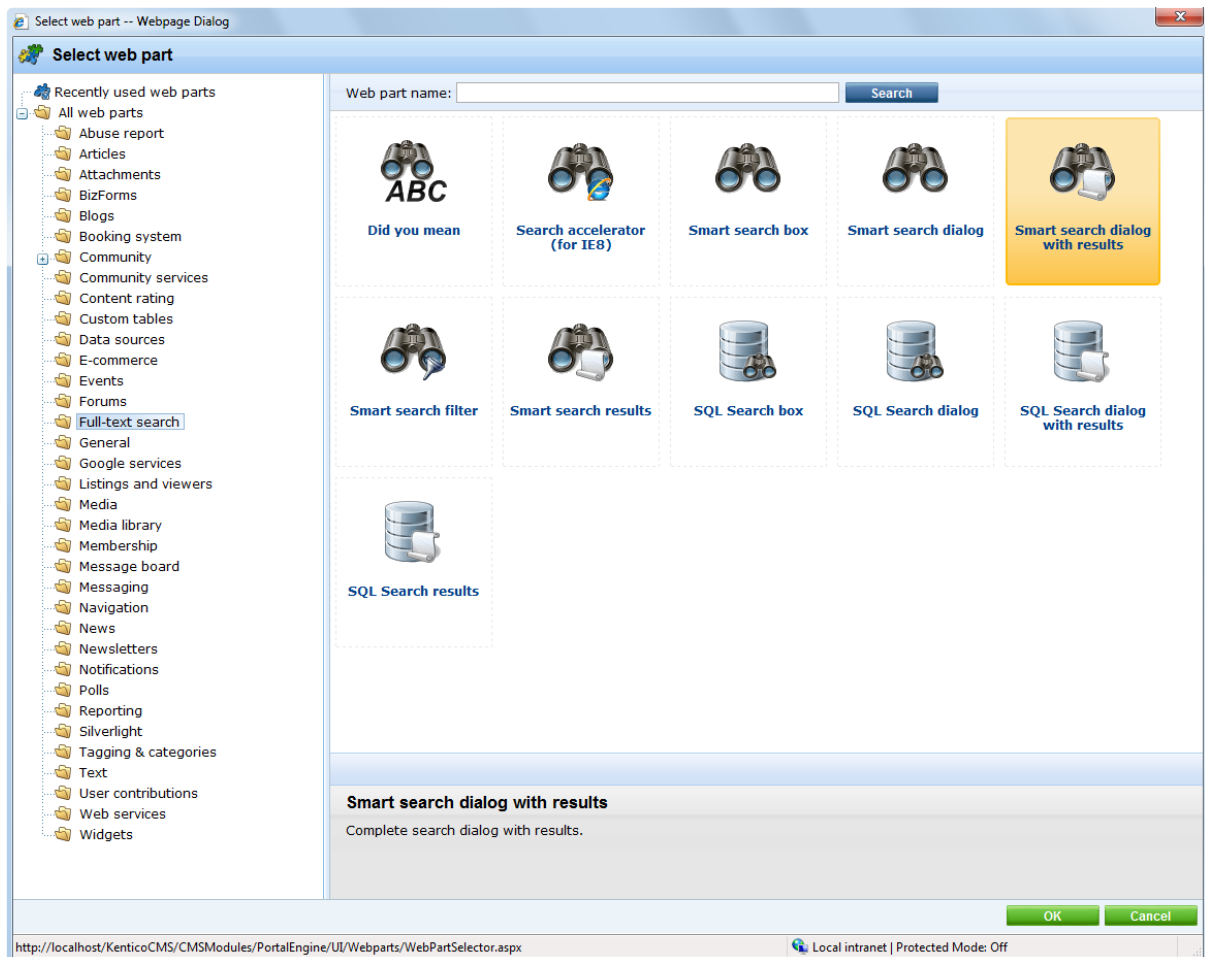 Select web part -- Webpage Dialog
Select web part
Recently used web parts
All web parts
Abuse report
Articles
Attachments
BizForms
Blogs
Booking system
Community
Community services
Content rating
Custom tables
Data sources
E-commerce
Events
Forums
Full-text search
General
Google services
Listings and viewers
Media
Media library
Membership
Message board
Messaging
Navigation
News
Newsletters
Notifications
Polls
Reporting
Silverlight
Tagging & categories
Text
User contributions
Web services
Widgets
Web part name:
Search
ABC
Did you mean
Search accelerator
(for IE8)
Smart search box
Smart search dialog
Smart search dialog
with results
Smart search filter
Smart search results
SQL Search box
SQL Search dialog
SQL Search dialog
with results
SQL Search results
Smart search dialog with results
Complete search dialog with results.
OK
Cancel
http://localhost/KenticoCMS/CMSModules/PortalEngine/UI/Webparts/WebPartSelector.aspx
Local intranet | Protected Mode: Off